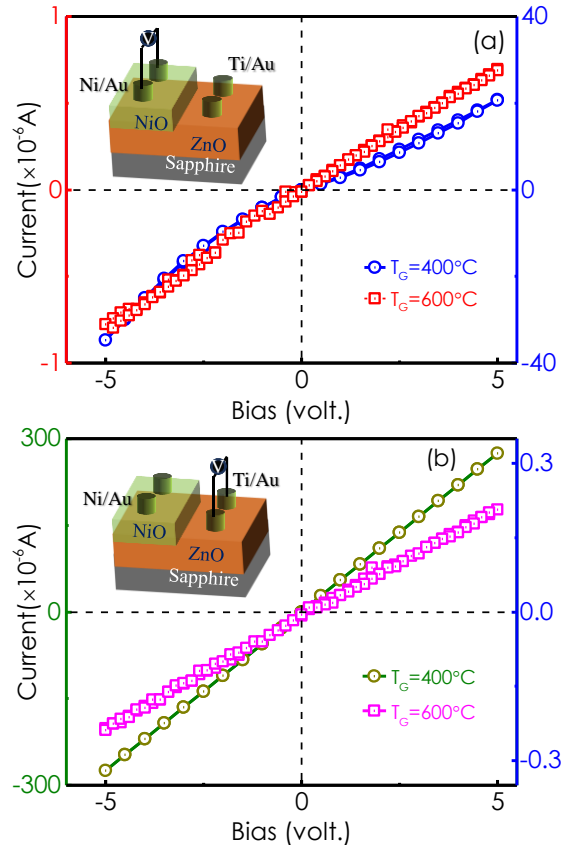 (a)
1
40
V
Ti/Au
Ni/Au
NiO
ZnO
Sapphire
Current(×10⁻⁶A)
0
0
T_G=400°C
T_G=600°C
-1
-40
-5
0
5
Bias (volt.)
(b)
300
0.3
V
Ti/Au
Ni/Au
NiO
ZnO
Sapphire
Current(×10⁻⁶A)
0
0.0
T_G=400°C
T_G=600°C
-300
-0.3
-5
0
5
Bias (volt.)